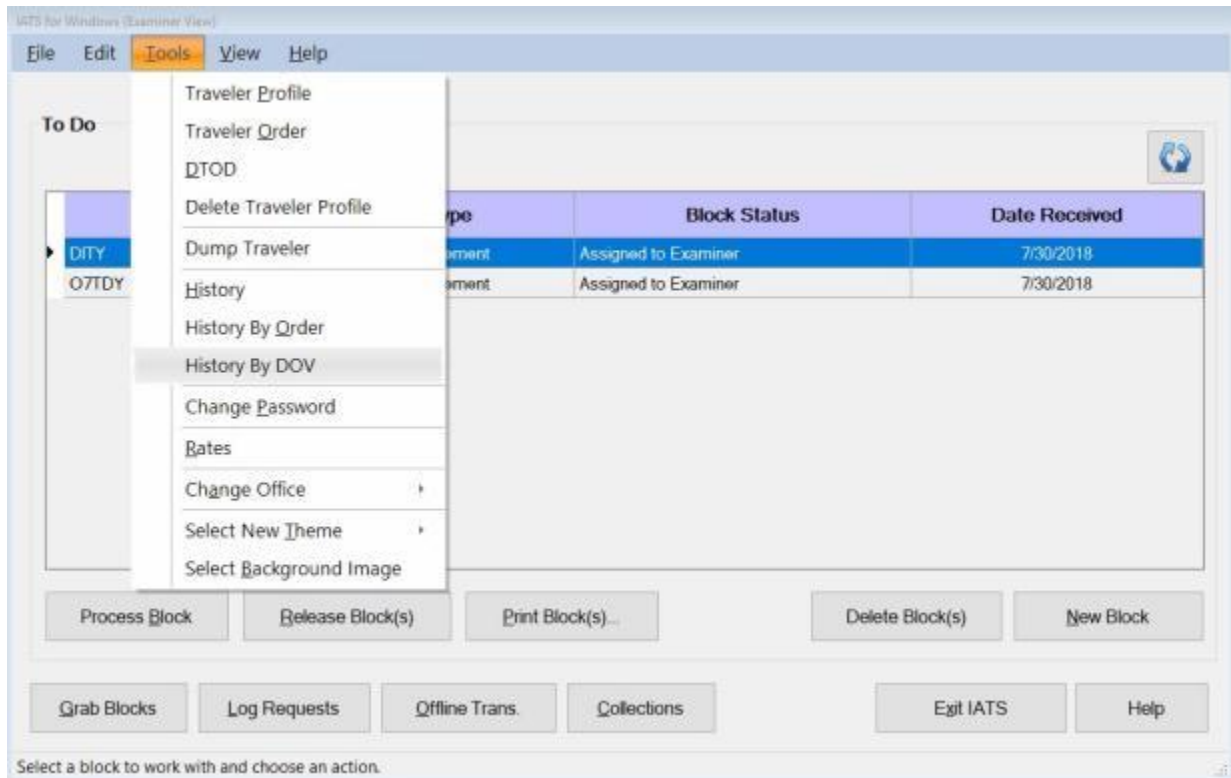 IATS for Windows (Examiner View)
File Edit Tools View Help
Traveler Profile
To Do
Traveler Order
DTOD
Delete Traveler Profile
Block Status Date Received
Dump Traveler
DITY Assigned to Examiner 7/30/2018
O7TDY Assigned to Examiner 7/30/2018
History
History By Order
History By DOV
Change Password
Rates
Change Office
Select New Theme
Select Background Image
Process Block Release Block(s) Print Block(s)... Delete Block(s) New Block
Grab Blocks Log Requests Offline Trans. Collections Exit IATS Help
Select a block to work with and choose an action.